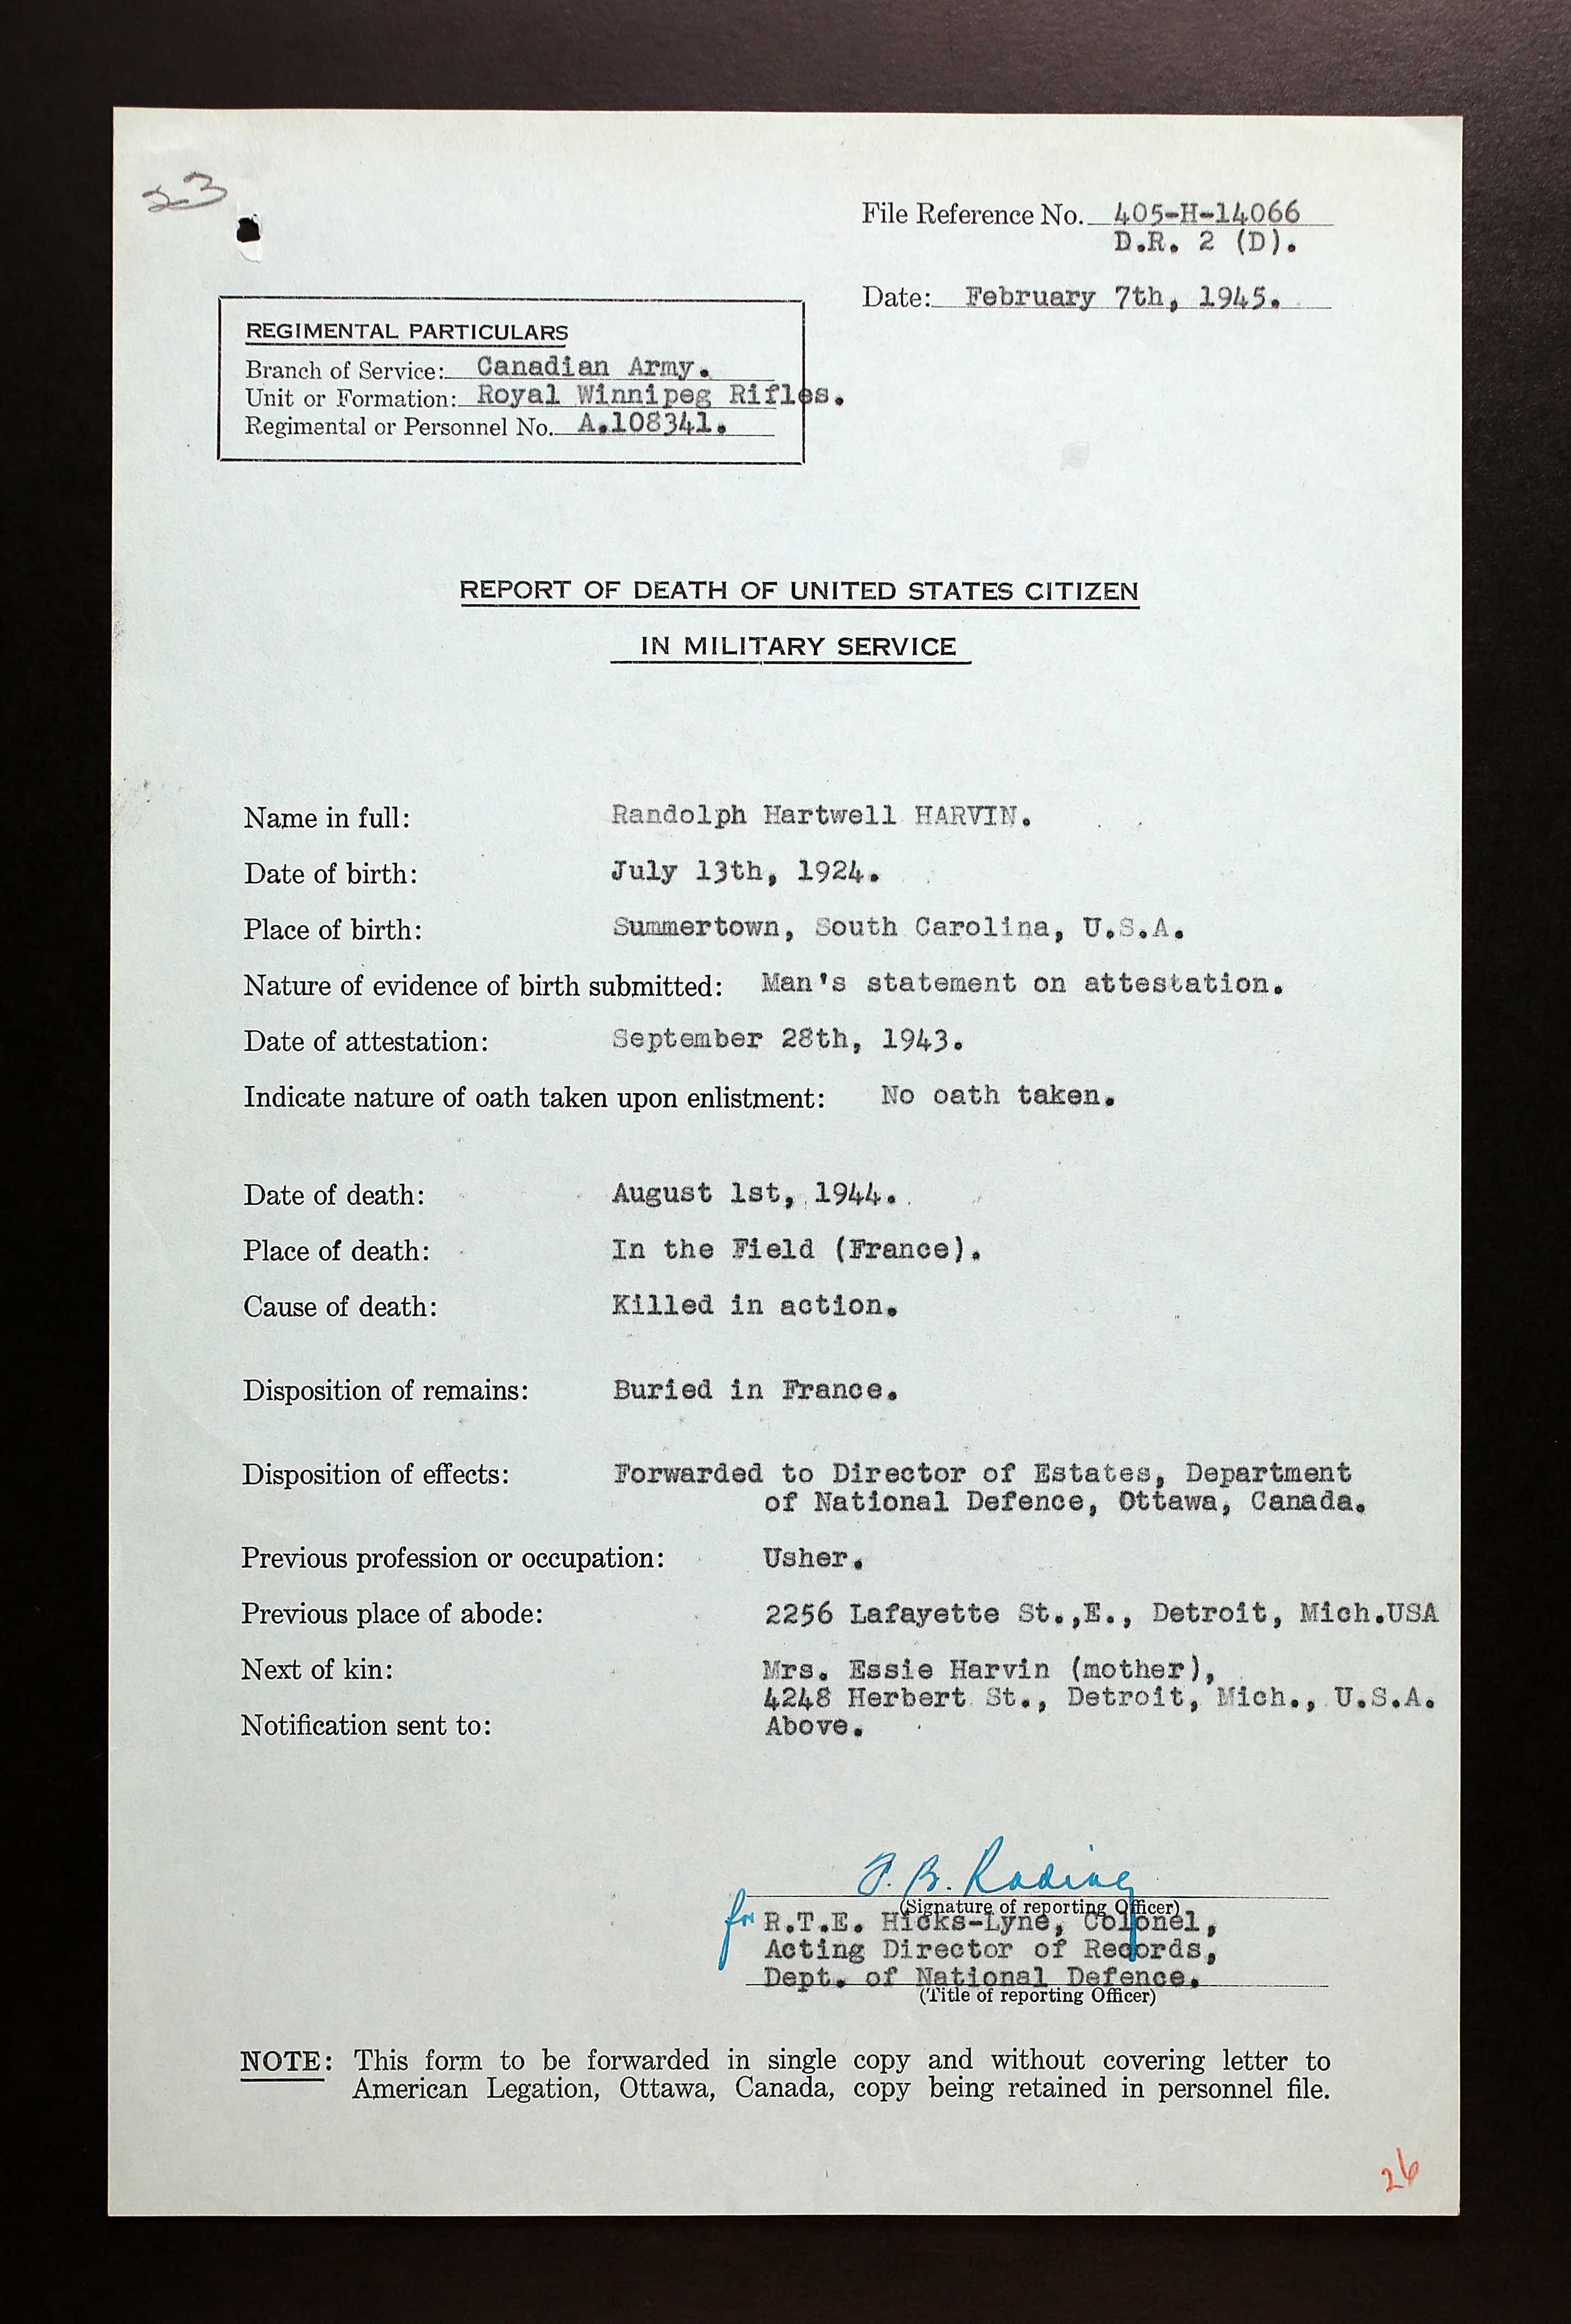 23
File Reference No. 405-H-14066
D.R. 2 (D).
Date: February 7th, 1945.
REGIMENTAL PARTICULARS
Branch of Service: Canadian Army.
Unit or Formation: Royal Winnipeg Rifles.
Regimental or Personnel No. A.108341.
REPORT OF DEATH OF UNITED STATES CITIZEN
IN MILITARY SERVICE
Name in full: Randolph Hartwell HARVIN.
Date of birth: July 13th, 1924.
Place of birth: Summertown, South Carolina, U.S.A.
Nature of evidence of birth submitted: Man's statement on attestation.
Date of attestation: September 28th, 1943.
Indicate nature of oath taken upon enlistment: No oath taken.
Date of death: August 1st, 1944.
Place of death: In the Field (France).
Cause of death: Killed in action.
Disposition of remains: Buried in France.
Disposition of effects: Forwarded to Director of Estates, Department
of National Defence, Ottawa, Canada.
Previous profession or occupation: Usher.
Previous place of abode: 2256 Lafayette St.,E., Detroit, Mich.USA
Next of kin: Mrs. Essie Harvin (mother),
4248 Herbert St., Detroit, Mich., U.S.A.
Notification sent to: Above.
(Signature of reporting Officer)
for R.T.E. Hicks-Lyne, Colonel,
Acting Director of Records,
Dept. of National Defence.
(Title of reporting Officer)
NOTE: This form to be forwarded in single copy and without covering letter to
American Legation, Ottawa, Canada, copy being retained in personnel file.
26